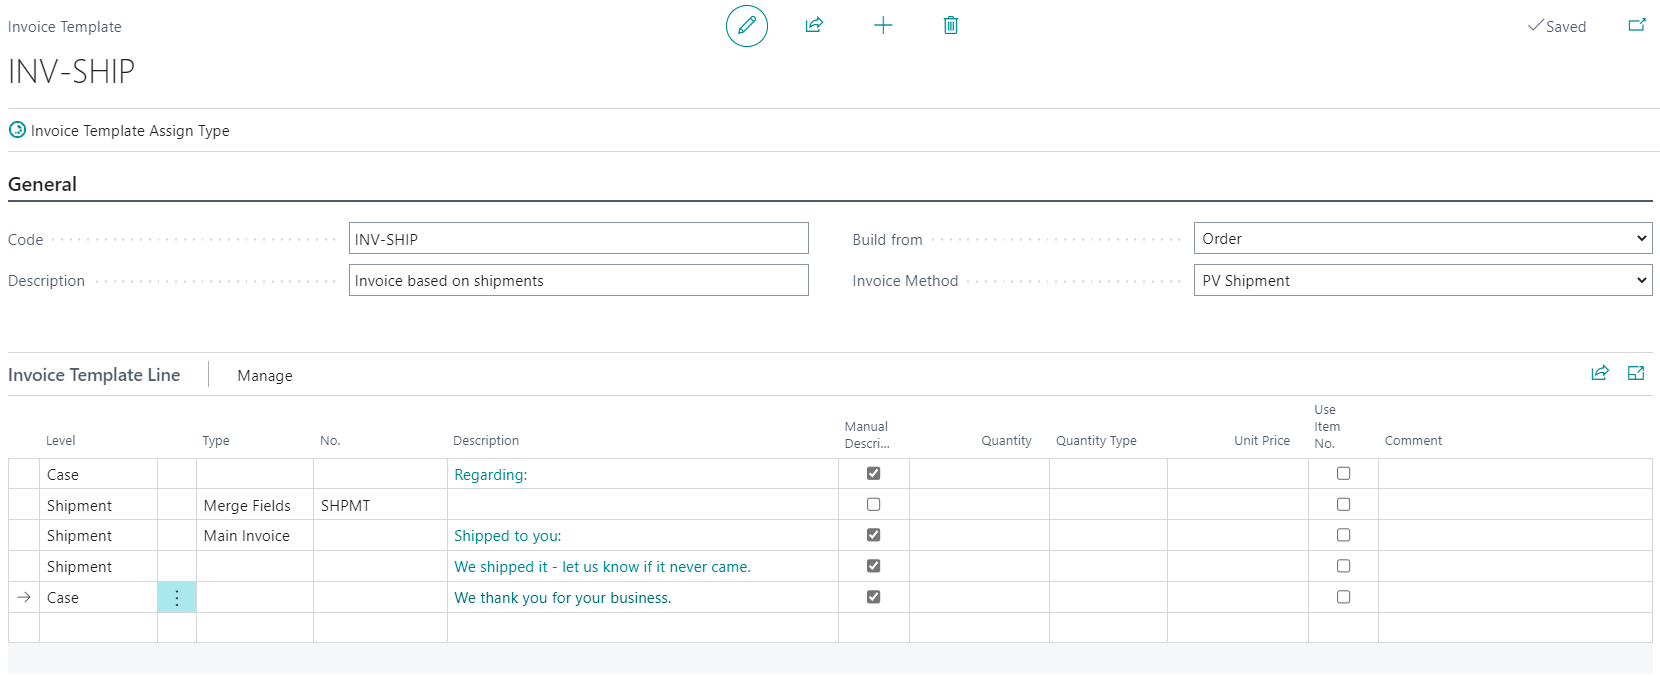 Invoice Template
Saved
INV-SHIP
Invoice Template Assign Type
General
Code INV-SHIP Build from Order
Description Invoice based on shipments Invoice Method PV Shipment
Invoice Template Line Manage
Level Type No. Description Manual Descri... Quantity Quantity Type Unit Price Use Item No. Comment
Case Regarding:
Shipment Merge Fields SHPMT
Shipment Main Invoice Shipped to you:
Shipment We shipped it - let us know if it never came.
Case We thank you for your business.